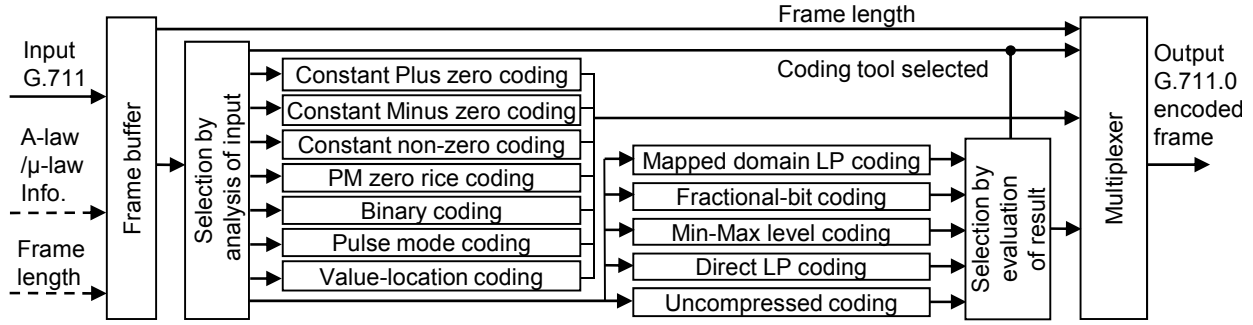 Input
G.711
A-law
/μ-law
Info.
Frame
length
Frame buffer
Selection by
analysis of input
Constant Plus zero coding
Constant Minus zero coding
Constant non-zero coding
PM zero rice coding
Binary coding
Pulse mode coding
Value-location coding
Frame length
Coding tool selected
Mapped domain LP coding
Fractional-bit coding
Min-Max level coding
Direct LP coding
Uncompressed coding
Selection by
evaluation
of result
Multiplexer
Output
G.711.0
encoded
frame